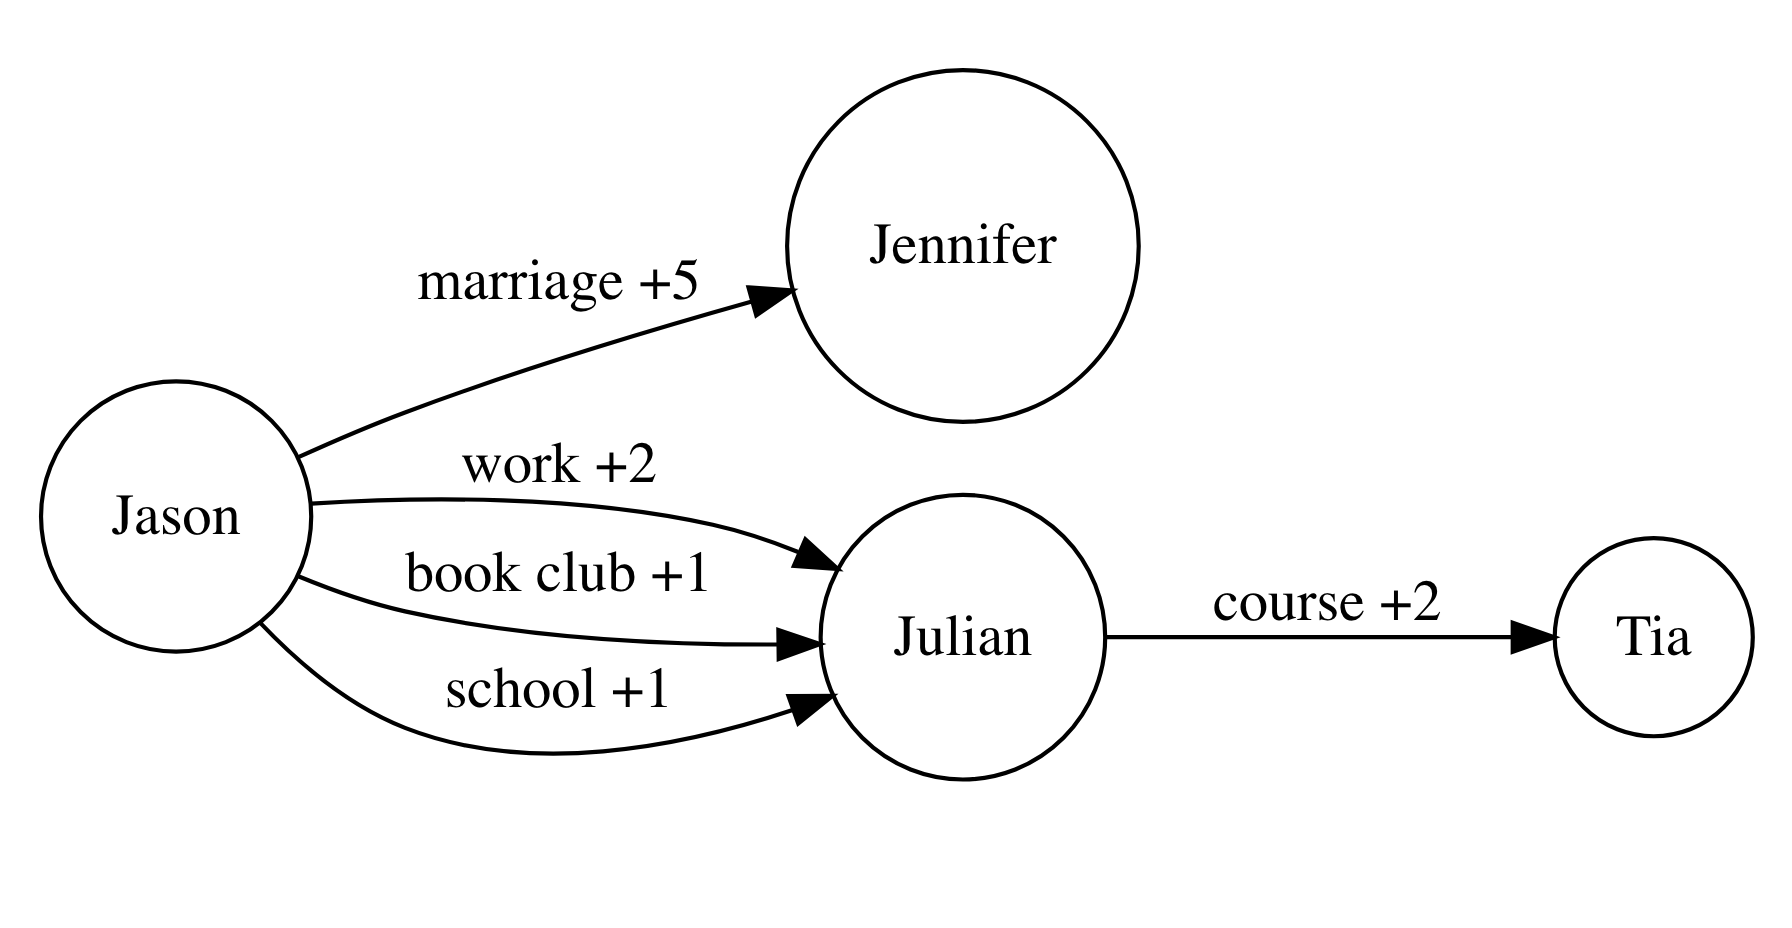 Jennifer
marriage +5
work +2
Jason
book club +1
course +2
Julian
Tia
school +1